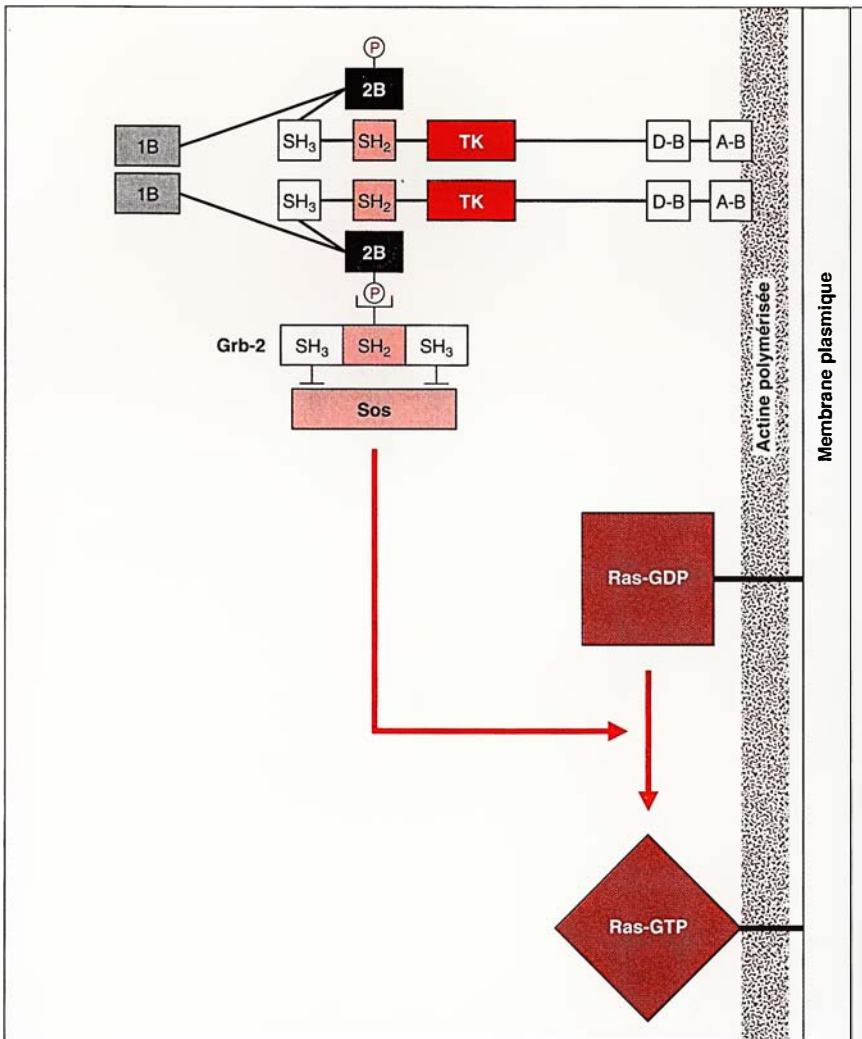 P
2B
1B SH3 SH2 TK D-B A-B
1B SH3 SH2 TK D-B A-B
2B
P
Grb-2 SH3 SH2 SH3
Sos
Actine polymérisée
Membrane plasmique
Ras-GDP
Ras-GTP